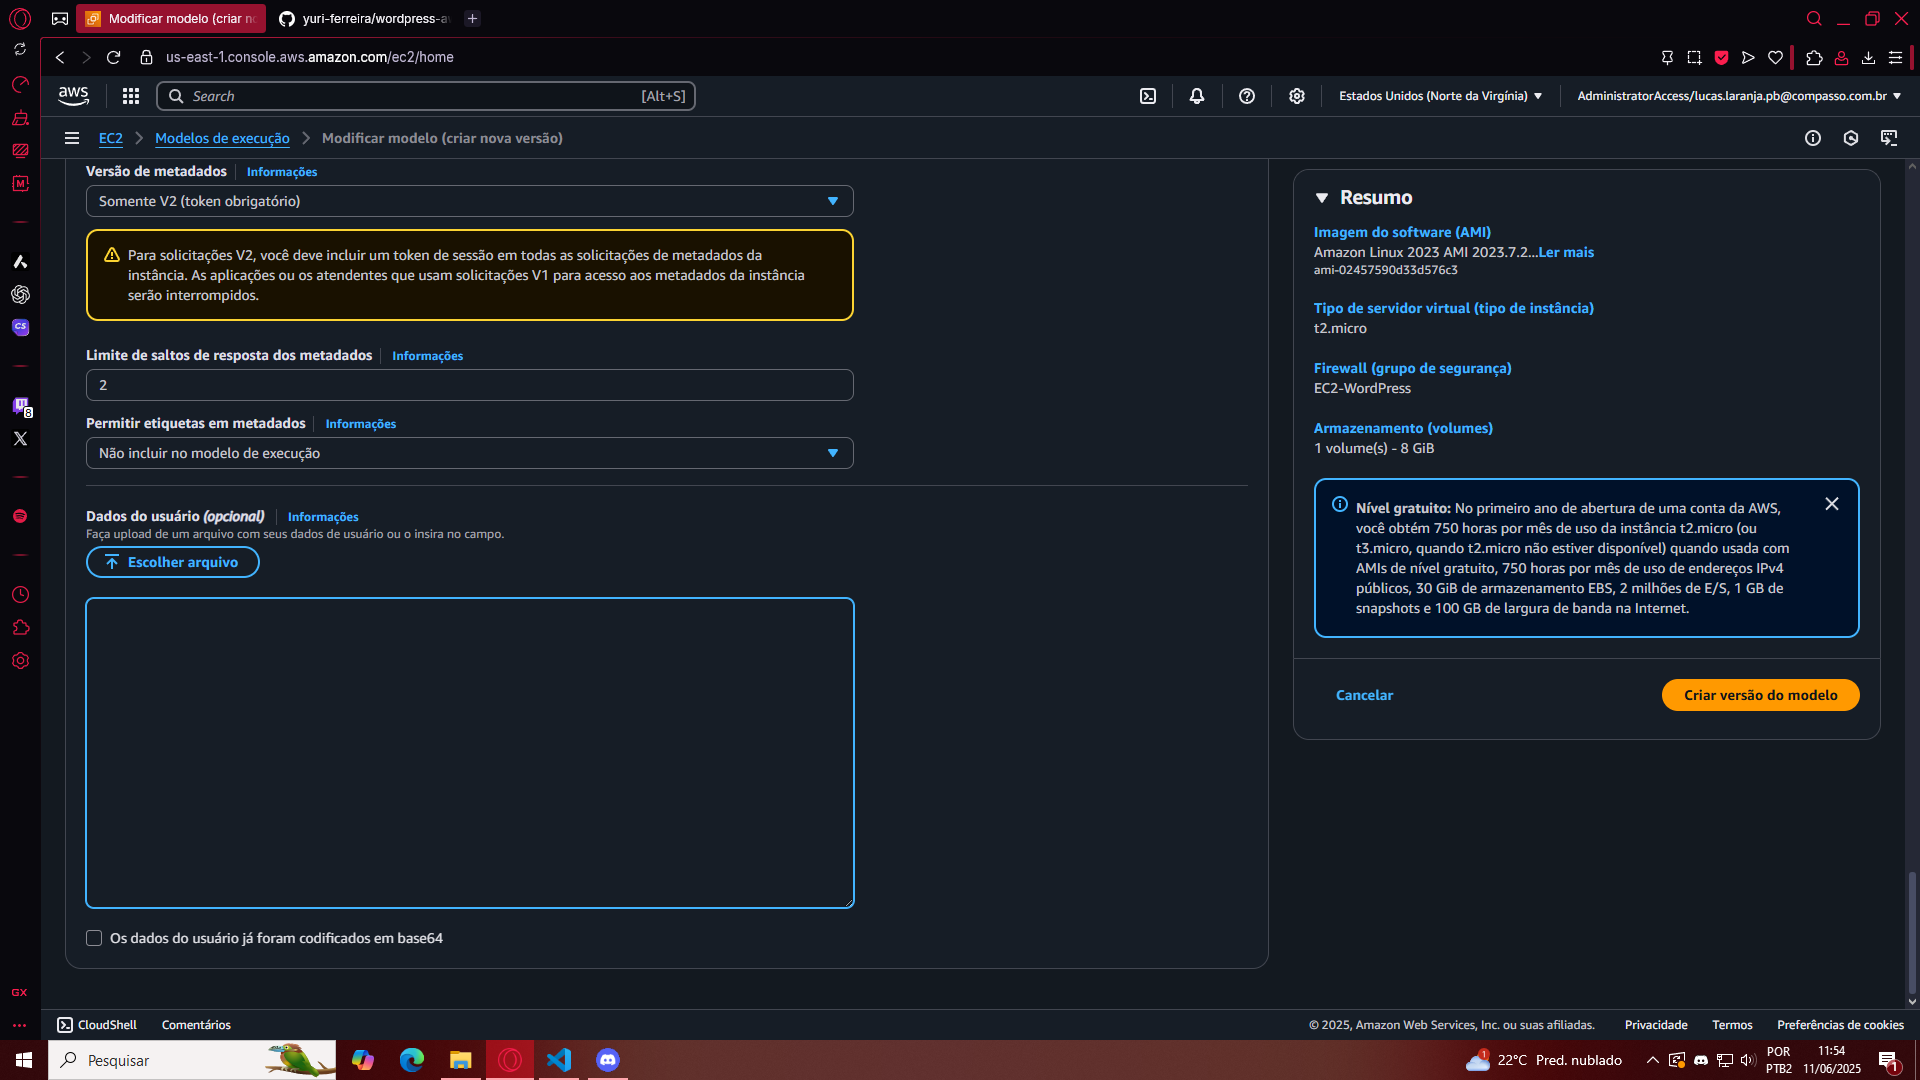 Modificar modelo (criar n
yuri-ferreira/wordpress-a
us-east-1.console.aws.amazon.com/ec2/home
aws
Search
[Alt+S]
Estados Unidos (Norte da Virgínia)
AdministratorAccess/lucas.laranja.pb@compasso.com.br
EC2
Modelos de execução
Modificar modelo (criar nova versão)
Versão de metadados
Informações
Somente V2 (token obrigatório)
Para solicitações V2, você deve incluir um token de sessão em todas as solicitações de metadados da
instância. As aplicações ou os atendentes que usam solicitações V1 para acesso aos metadados da instância
serão interrompidos.
Limite de saltos de resposta dos metadados
Informações
2
Permitir etiquetas em metadados
Informações
Não incluir no modelo de execução
Dados do usuário (opcional)
Informações
Faça upload de um arquivo com seus dados de usuário ou o insira no campo.
Escolher arquivo
Os dados do usuário já foram codificados em base64
Resumo
Imagem do software (AMI)
Amazon Linux 2023 AMI 2023.7.2...Ler mais
ami-02457590d33d576c3
Tipo de servidor virtual (tipo de instância)
t2.micro
Firewall (grupo de segurança)
EC2-WordPress
Armazenamento (volumes)
1 volume(s) - 8 GiB
Nível gratuito: No primeiro ano de abertura de uma conta da AWS,
você obtém 750 horas por mês de uso da instância t2.micro (ou
t3.micro, quando t2.micro não estiver disponível) quando usada com
AMIs de nível gratuito, 750 horas por mês de uso de endereços IPv4
públicos, 30 GiB de armazenamento EBS, 2 milhões de E/S, 1 GB de
snapshots e 100 GB de largura de banda na Internet.
Cancelar
Criar versão do modelo
M
CS
8
GX
CloudShell
Comentários
© 2025, Amazon Web Services, Inc. ou suas afiliadas.
Privacidade
Termos
Preferências de cookies
Pesquisar
1
22°C
Pred. nublado
POR
PTB2
11:54
11/06/2025
1